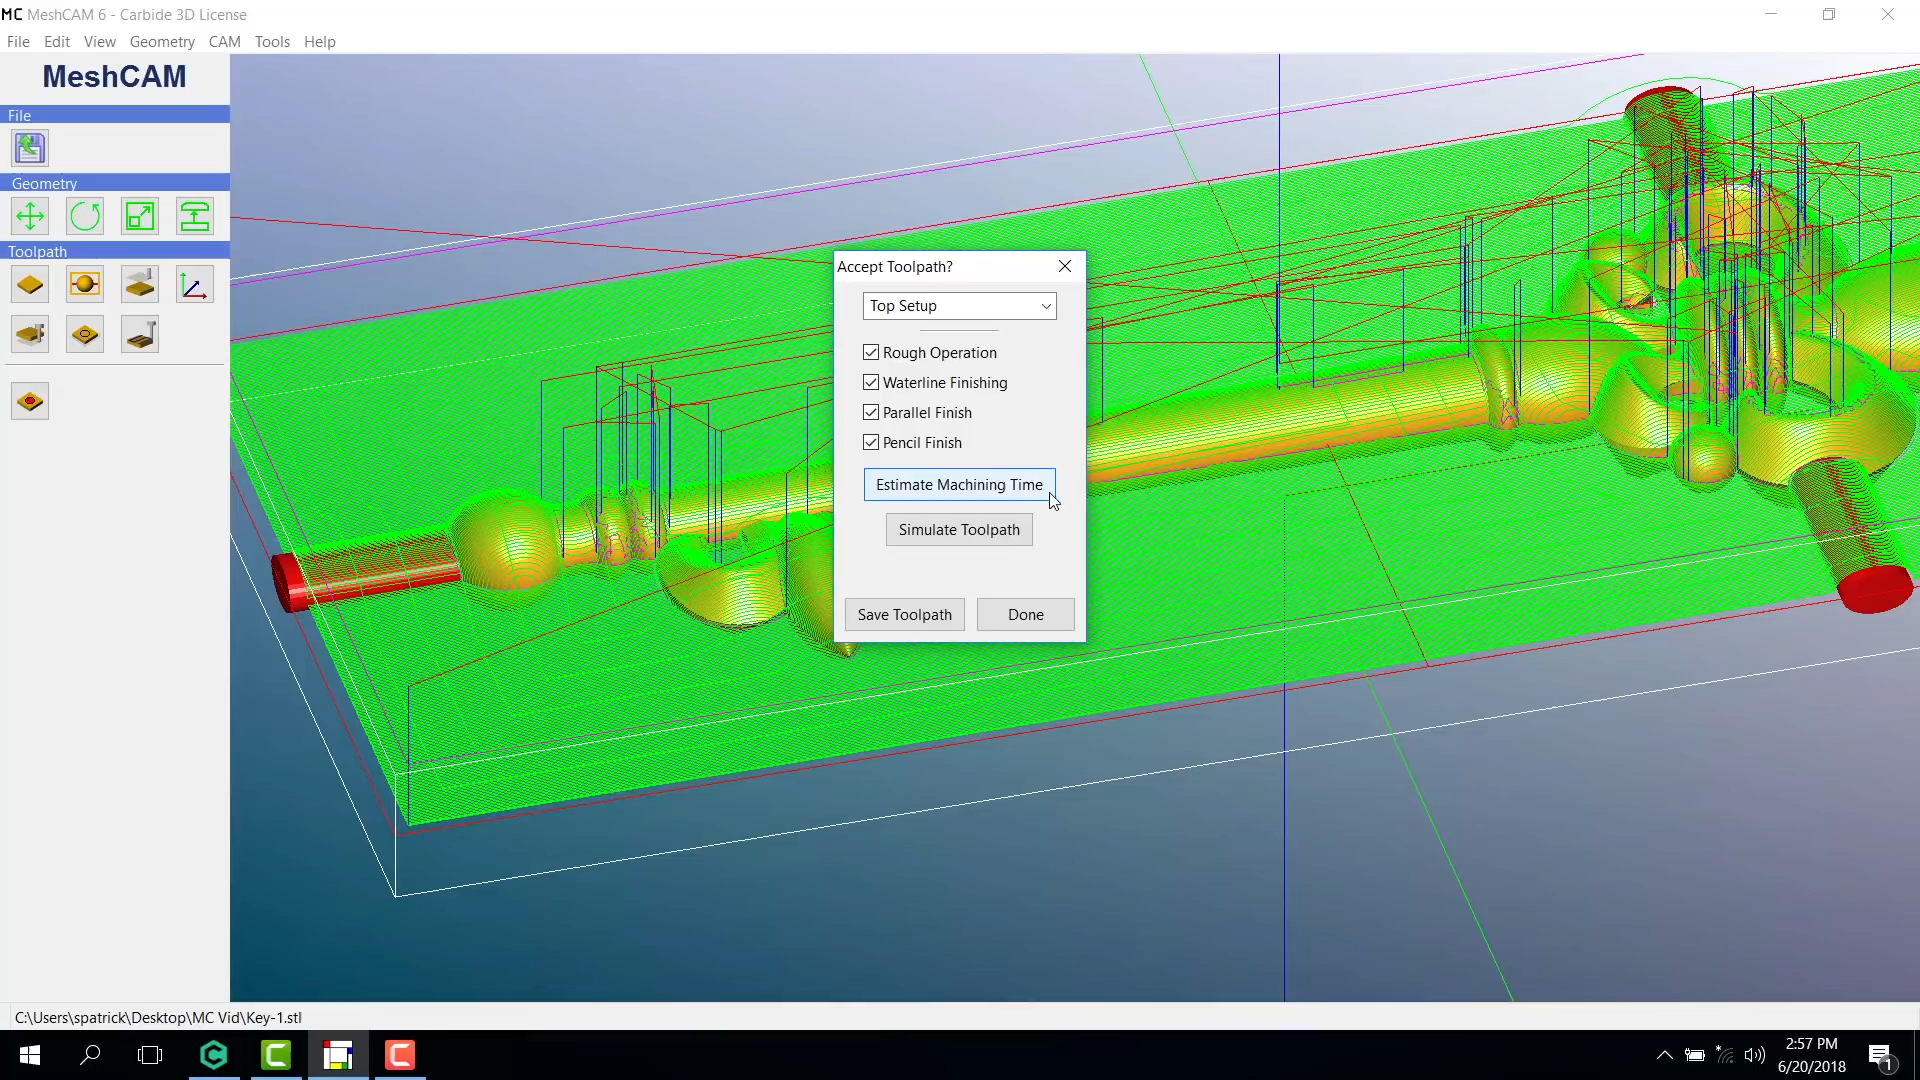 MC MeshCAM 6 - Carbide 3D License
File Edit View Geometry CAM Tools Help
MeshCAM
File
Geometry
Toolpath
Accept Toolpath?
Top Setup
Rough Operation
Waterline Finishing
Parallel Finish
Pencil Finish
Estimate Machining Time
Simulate Toolpath
Save Toolpath Done
C:\Users\spatrick\Desktop\MC Vid\Key-1.stl
2:57 PM
6/20/2018
1